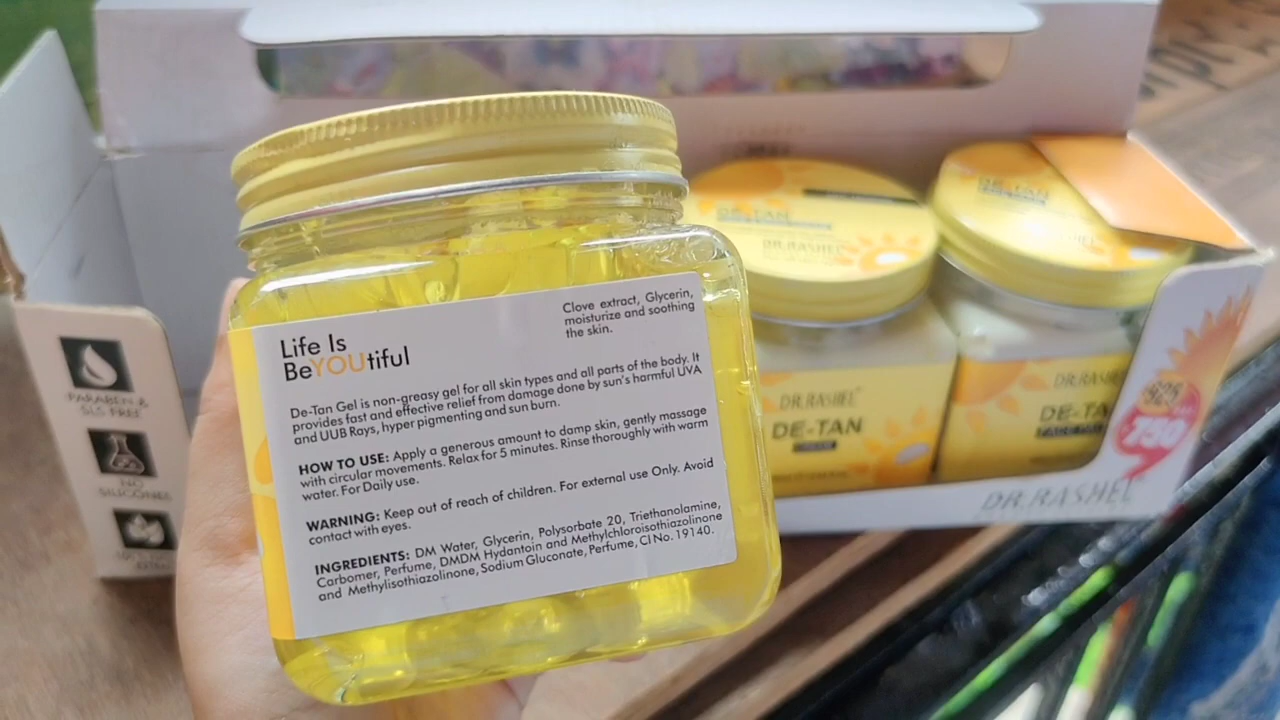 Life Is
BeYOUtiful
Clove extract, Glycerin,
moisturize and soothing
the skin.
De-Tan Gel is non-greasy gel for all skin types and all parts of the body. It
provides fast and effective relief from damage done by sun's harmful UVA
and UUB Rays, hyper pigmenting and sun burn.
HOW TO USE: Apply a generous amount to damp skin, gently massage
with circular movements. Relax for 5 minutes. Rinse thoroughly with warm
water. For Daily use.
WARNING: Keep out of reach of children. For external use Only. Avoid
contact with eyes.
INGREDIENTS: DM Water, Glycerin, Polysorbate 20, Triethanolamine,
Carbomer, Perfume, DMDM Hydantoin and Methylchloroisothiazolinone
and Methylisothiazolinone, Sodium Gluconate, Perfume, CI No. 19140.
PARABEN &
SLS FREE
NO
SILICONES
DE-TAN
DR.RASHEL
DR.RASHEL
DE-TAN
DE-TAN
DR.RASHEL
DE-TA
750
DR.RASHEL